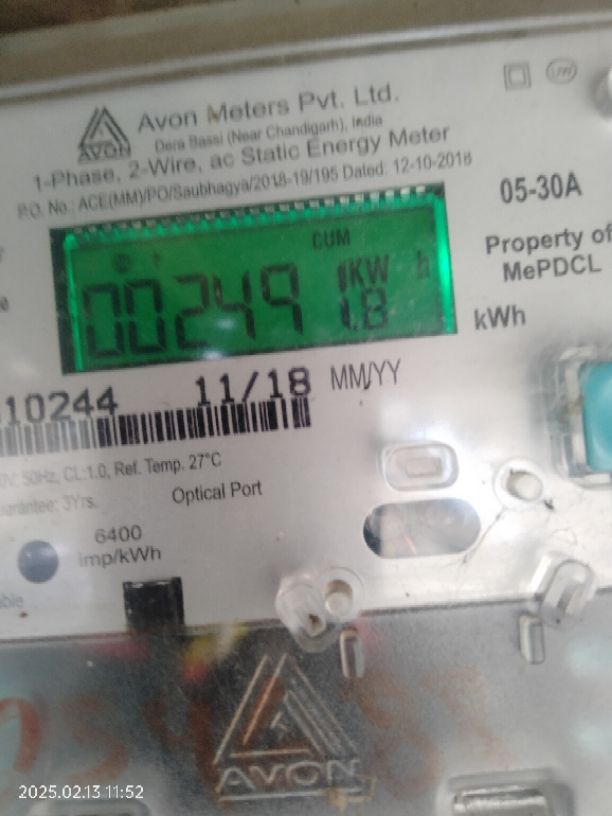 Avon Meters Pvt. Ltd.
Dera Bassi (Near Chandigarh), India
AVON
1-Phase, 2-Wire, ac Static Energy Meter
P.O. No.: ACE(MM)/PO/Saubhagya/2018-19/195 Dated: 12-10-2018
05-30A
CUM
Property of
MePDCL
00249
KW h
1.8
kWh
10244 11/18 MM/YY
50Hz, CL:1.0, Ref. Temp. 27°C
3Yrs. Optical Port
6400
imp/kWh
AVON
2025.02.13 11:52